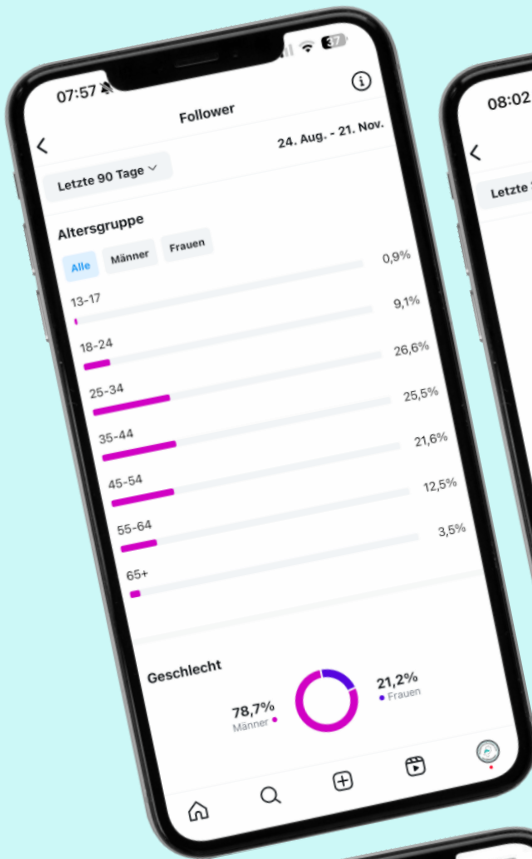 07:57
37
Follower
Letzte 90 Tage
24. Aug. - 21. Nov.
Altersgruppe
Alle Männer Frauen
13-17
0,9%
18-24
9,1%
25-34
26,6%
35-44
25,5%
45-54
21,6%
55-64
12,5%
65+
3,5%
Geschlecht
78,7%
Männer
21,2%
Frauen
08:02
Letzte